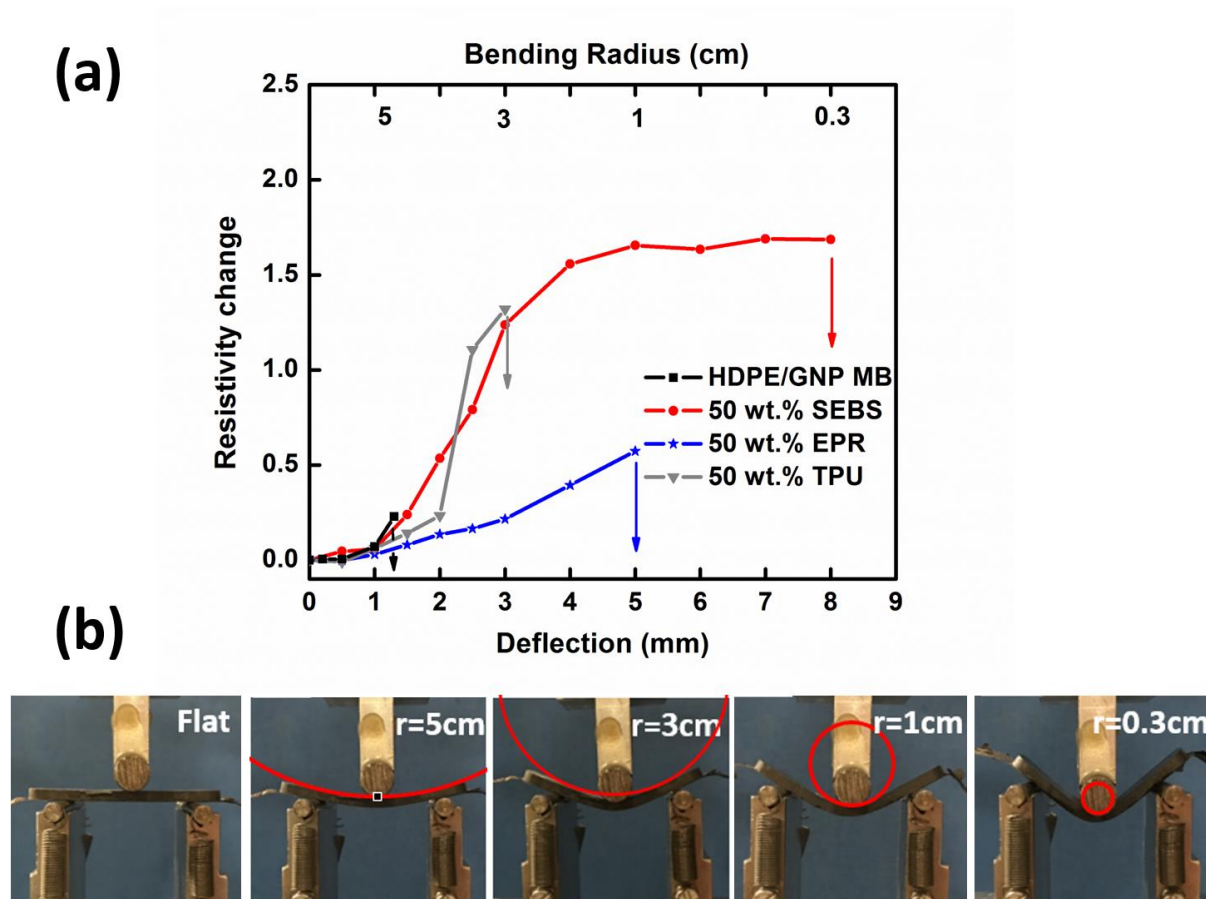 (a)
Bending Radius (cm)
5 3 1 0.3
2.5
2.0
1.5
1.0
0.5
0.0
Resistivity change
HDPE/GNP MB
50 wt.% SEBS
50 wt.% EPR
50 wt.% TPU
0 1 2 3 4 5 6 7 8 9
Deflection (mm)
(b)
Flat
r=5cm
r=3cm
r=1cm
r=0.3cm